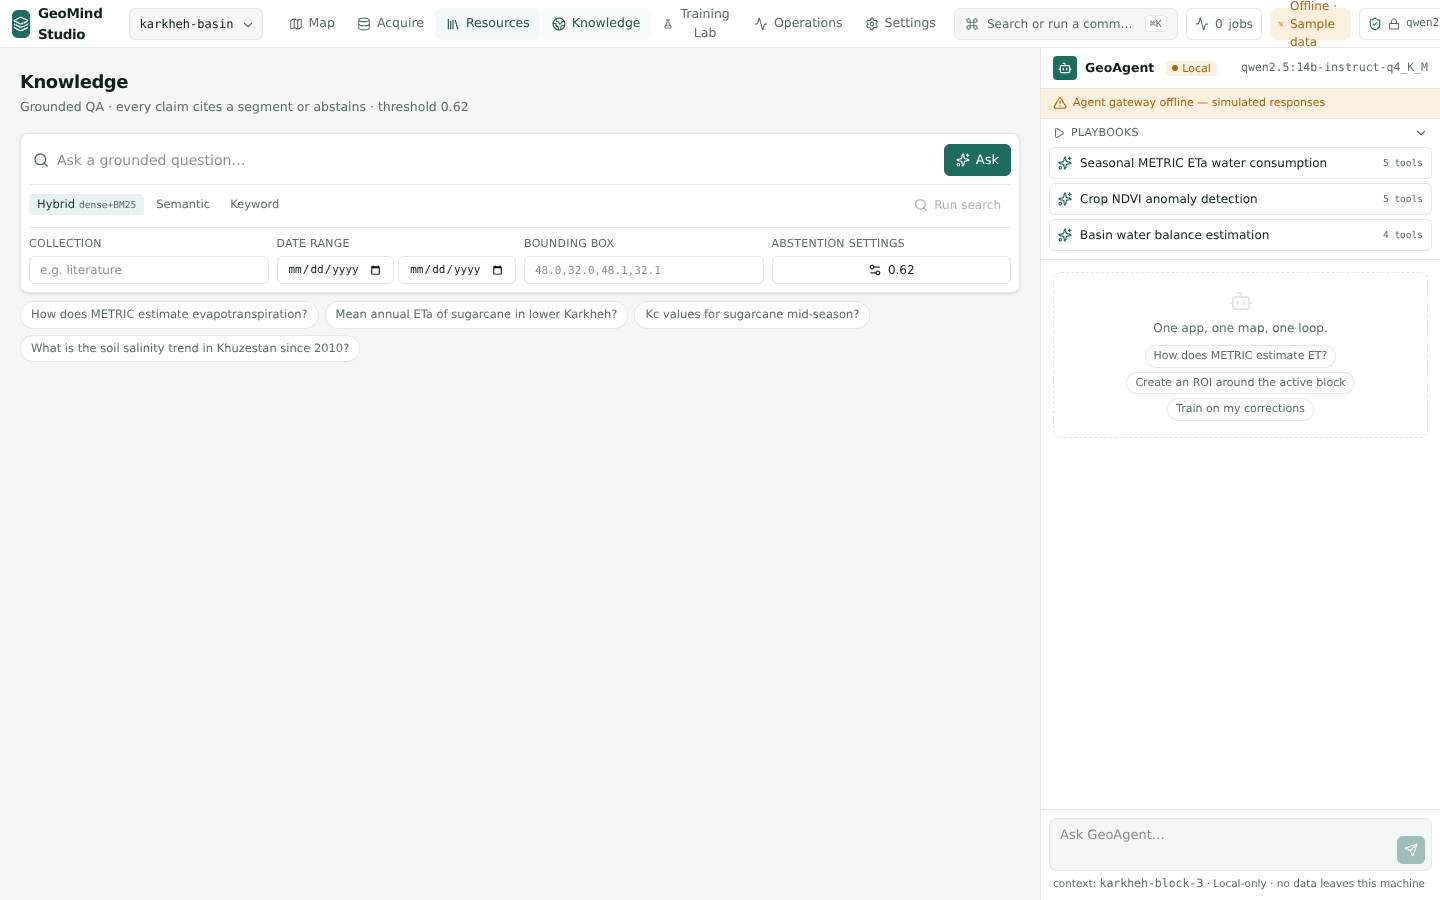 GeoMind Studio
karkheh-basin
Map
Acquire
Resources
Knowledge
Training Lab
Operations
Settings
Search or run a comm…
⌘K
0 jobs
Offline · Sample data
qwen2
Knowledge
Grounded QA · every claim cites a segment or abstains · threshold 0.62
Ask a grounded question…
Ask
Hybrid dense+BM25
Semantic
Keyword
Run search
COLLECTION
DATE RANGE
BOUNDING BOX
ABSTENTION SETTINGS
e.g. literature
mm/dd/yyyy
mm/dd/yyyy
48.0,32.0,48.1,32.1
0.62
How does METRIC estimate evapotranspiration?
Mean annual ETa of sugarcane in lower Karkheh?
Kc values for sugarcane mid-season?
What is the soil salinity trend in Khuzestan since 2010?
GeoAgent
Local
qwen2.5:14b-instruct-q4_K_M
Agent gateway offline — simulated responses
PLAYBOOKS
Seasonal METRIC ETa water consumption
5 tools
Crop NDVI anomaly detection
5 tools
Basin water balance estimation
4 tools
One app, one map, one loop.
How does METRIC estimate ET?
Create an ROI around the active block
Train on my corrections
Ask GeoAgent…
context: karkheh-block-3 · Local-only · no data leaves this machine